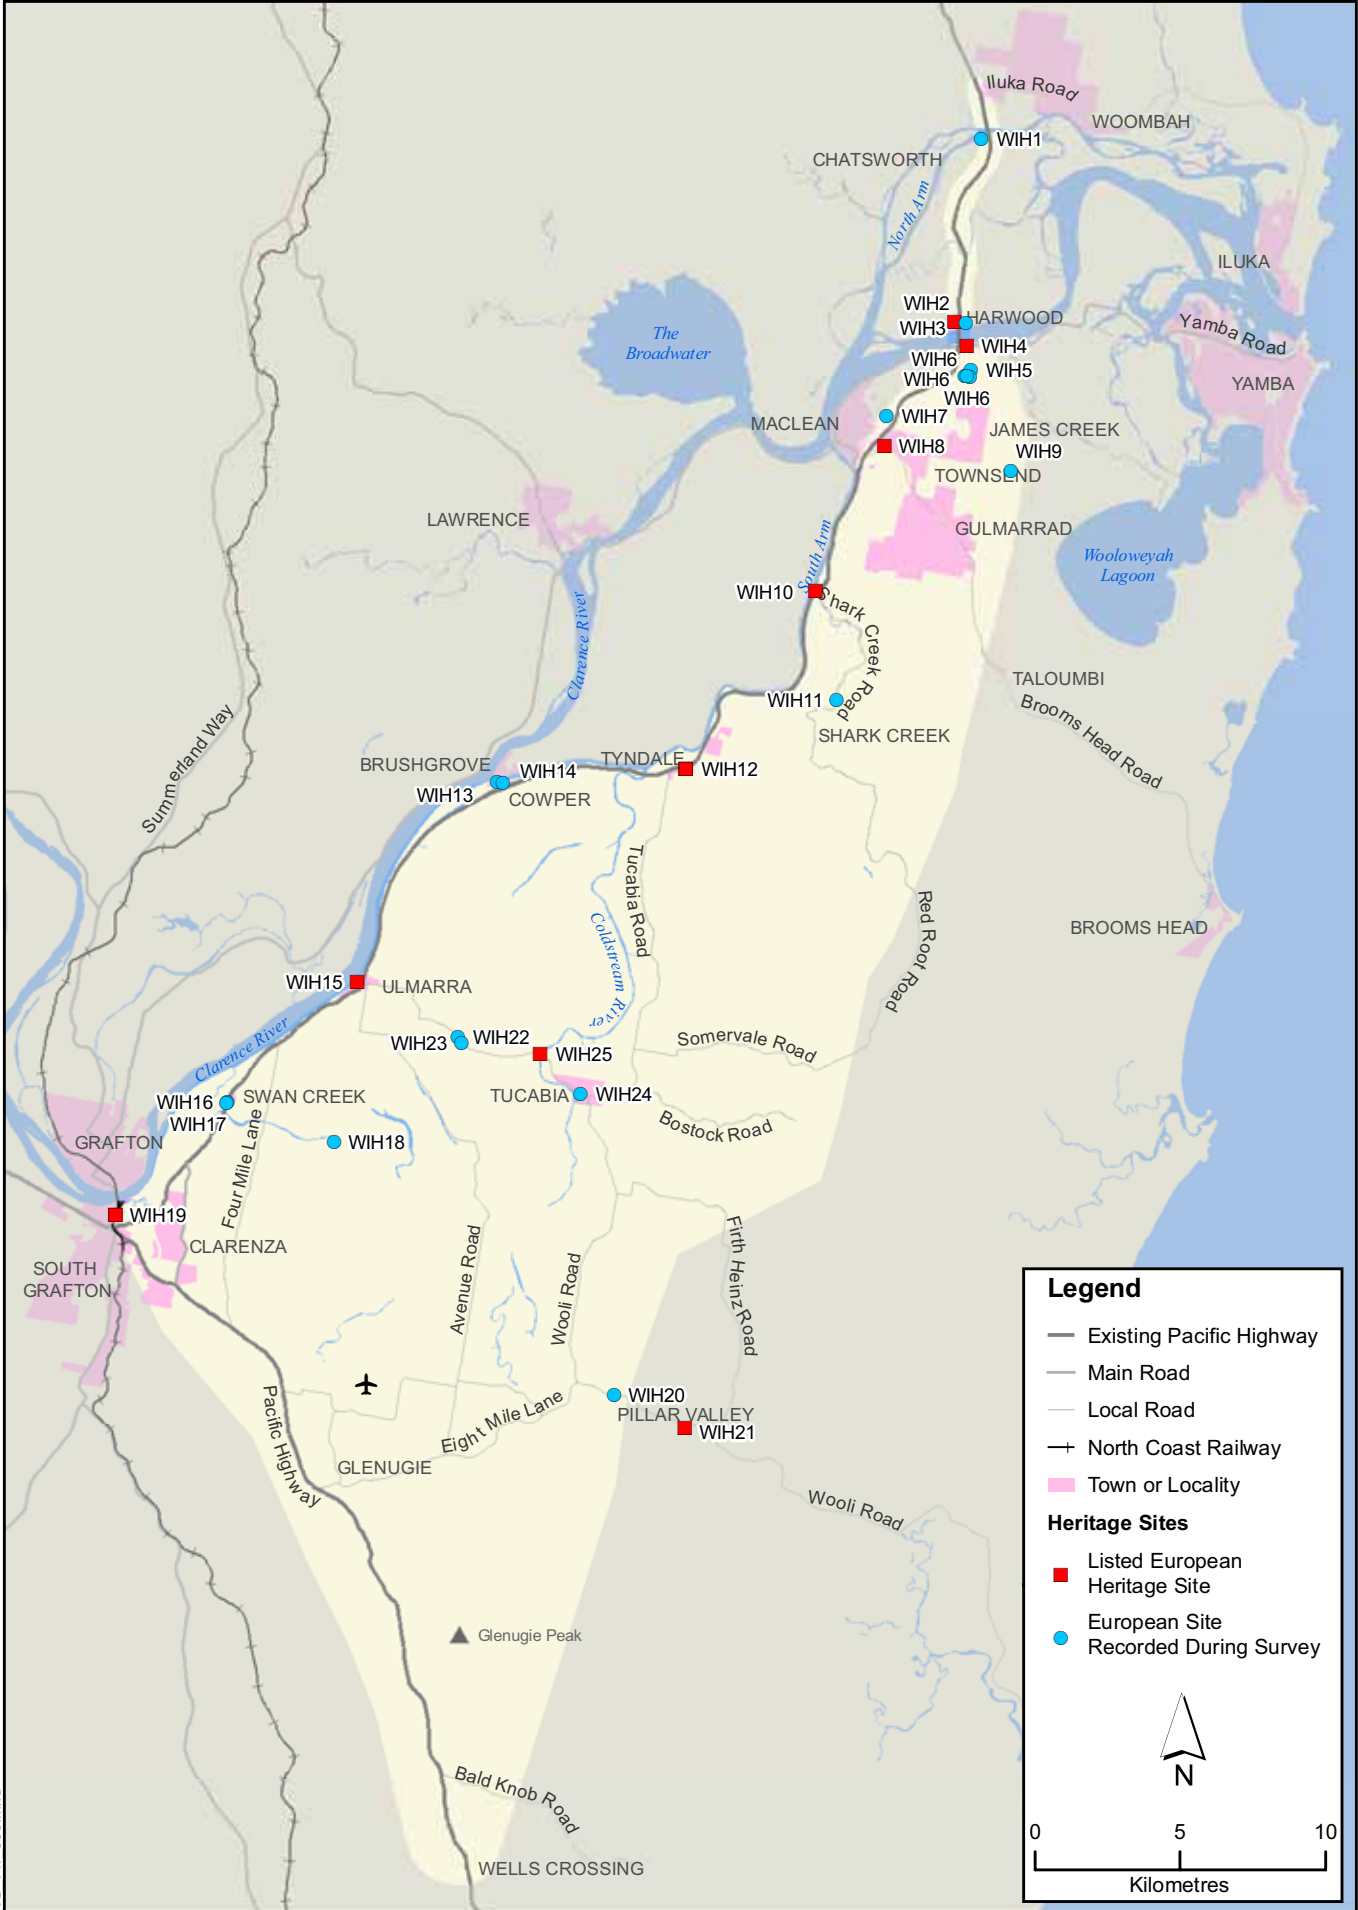 Iluka Road
WOOMBAH
WIH1
CHATSWORTH
North Arm
ILUKA
WIH2
HARWOOD
WIH3
Yamba Road
The
Broadwater
WIH4
WIH6
WIH5
WIH6
YAMBA
WIH6
WIH7
MACLEAN
JAMES CREEK
WIH8
WIH9
TOWNSEND
LAWRENCE
GULMARRAD
South Arm
Wooloweyah
Lagoon
WIH10
Shark Creek Road
Clarence River
TALOUMBI
WIH11
Brooms Head Road
SHARK CREEK
Summerland Way
TYNDALE
BRUSHGROVE
WIH14
WIH12
WIH13
COWPER
Tucabia Road
Red Root Road
Coldstream River
BROOMS HEAD
WIH15
ULMARRA
WIH22
WIH23
Somervale Road
WIH25
Clarence River
SWAN CREEK
TUCABIA
WIH24
WIH16
WIH17
Bostock Road
GRAFTON
WIH18
Four Mile Lane
WIH19
CLARENZA
Firth Heinz Road
SOUTH
GRAFTON
Avenue Road
Wooli Road
WIH20
PILLAR VALLEY
WIH21
Pacific Highway
Eight Mile Lane
GLENUGIE
Wooli Road
Glenugie Peak
Bald Knob Road
WELLS CROSSING
Legend
Existing Pacific Highway
Main Road
Local Road
North Coast Railway
Town or Locality
Heritage Sites
Listed European
Heritage Site
European Site
Recorded During Survey
N
0 5 10
Kilometres